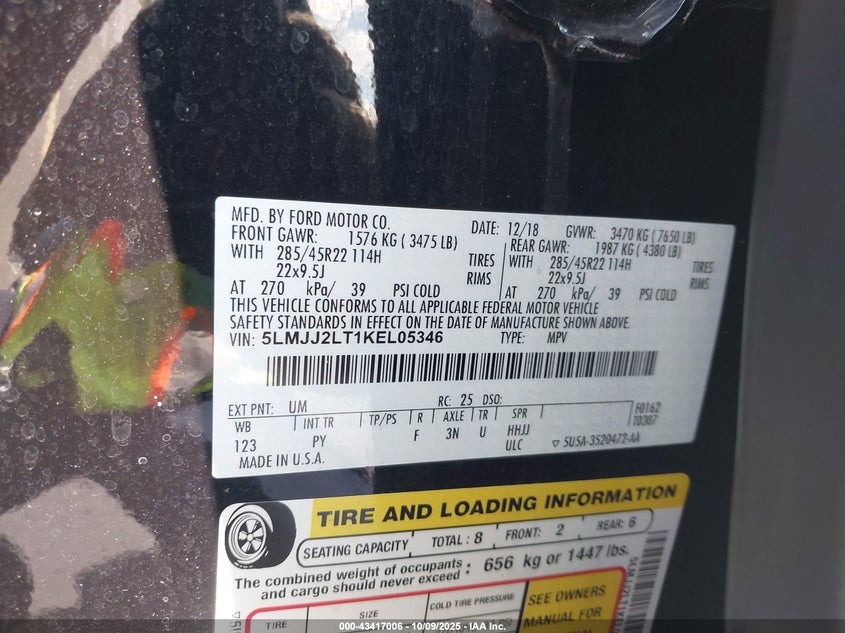 MFD. BY FORD MOTOR CO. DATE: 12/18 GVWR: 3470 KG ( 7650 LB)
FRONT GAWR: 1576 KG ( 3475 LB) REAR GAWR: 1987 KG ( 4380 LB)
WITH 285/45R22 114H TIRES WITH 285/45R22 114H TIRES
22x9.5J RIMS 22x9.5J RIMS
AT 270 kPa/ 39 PSI COLD AT 270 kPa/ 39 PSI COLD
THIS VEHICLE CONFORMS TO ALL APPLICABLE FEDERAL MOTOR VEHICLE
SAFETY STANDARDS IN EFFECT ON THE DATE OF MANUFACTURE SHOWN ABOVE.
VIN: 5LMJJ2LT1KEL05346 TYPE: MPV
EXT PNT: UM RC: 25 DSO: F0162
WB INT TR TP/PS R AXLE TR SPR T0307
123 PY F 3N U HHJJ
ULC ▽ 5U5A-3520472-AA
MADE IN U.S.A.
TIRE AND LOADING INFORMATION
SEATING CAPACITY TOTAL : 8 FRONT: 2 REAR: 6
The combined weight of occupants : 656 kg or 1447 lbs.
and cargo should never exceed
TIRE SIZE COLD TIRE PRESSURE SEE OWNERS
MANUAL FOR
000-43417006 - 10/09/2025 - IAA Inc.